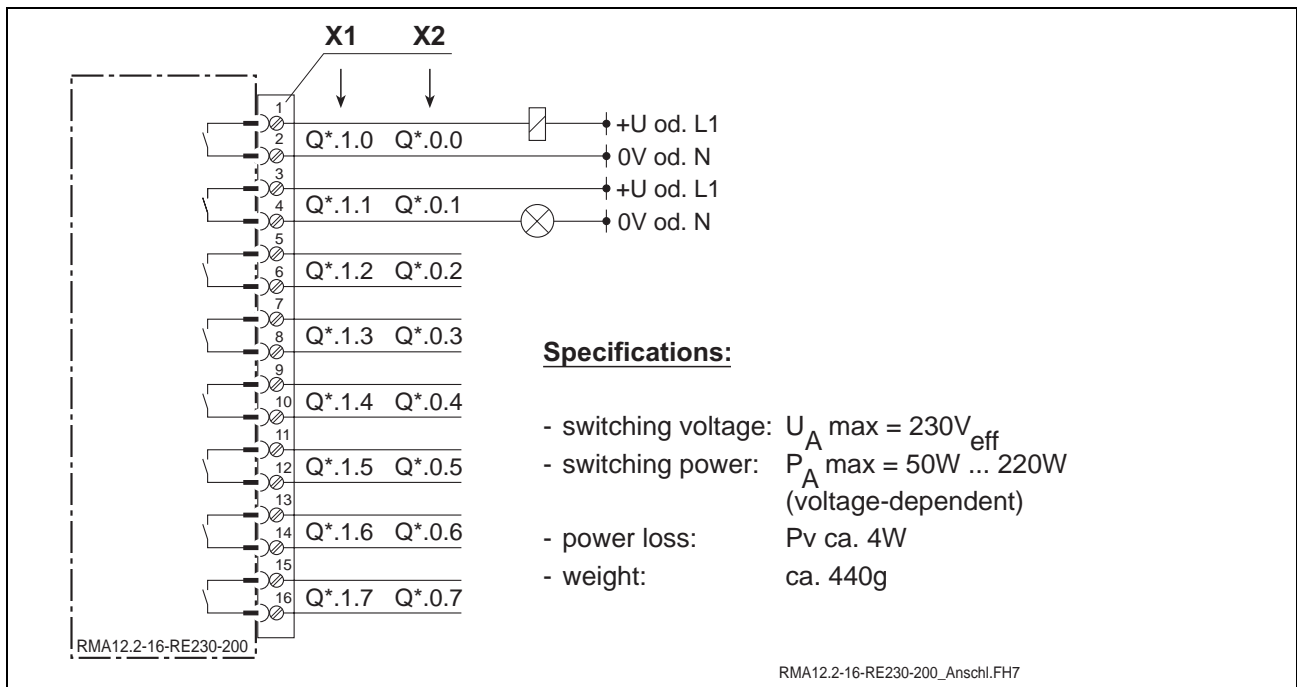 X1 X2
1
+U od. L1
2 Q*.1.0 Q*.0.0
0V od. N
3
+U od. L1
4 Q*.1.1 Q*.0.1
0V od. N
5
6 Q*.1.2 Q*.0.2
7
8 Q*.1.3 Q*.0.3
9
10 Q*.1.4 Q*.0.4
11
12 Q*.1.5 Q*.0.5
13
14 Q*.1.6 Q*.0.6
15
16 Q*.1.7 Q*.0.7
RMA12.2-16-RE230-200
Specifications:
- switching voltage: UA max = 230Veff
- switching power: PA max = 50W ... 220W
(voltage-dependent)
- power loss: Pv ca. 4W
- weight: ca. 440g
RMA12.2-16-RE230-200_Anschl.FH7